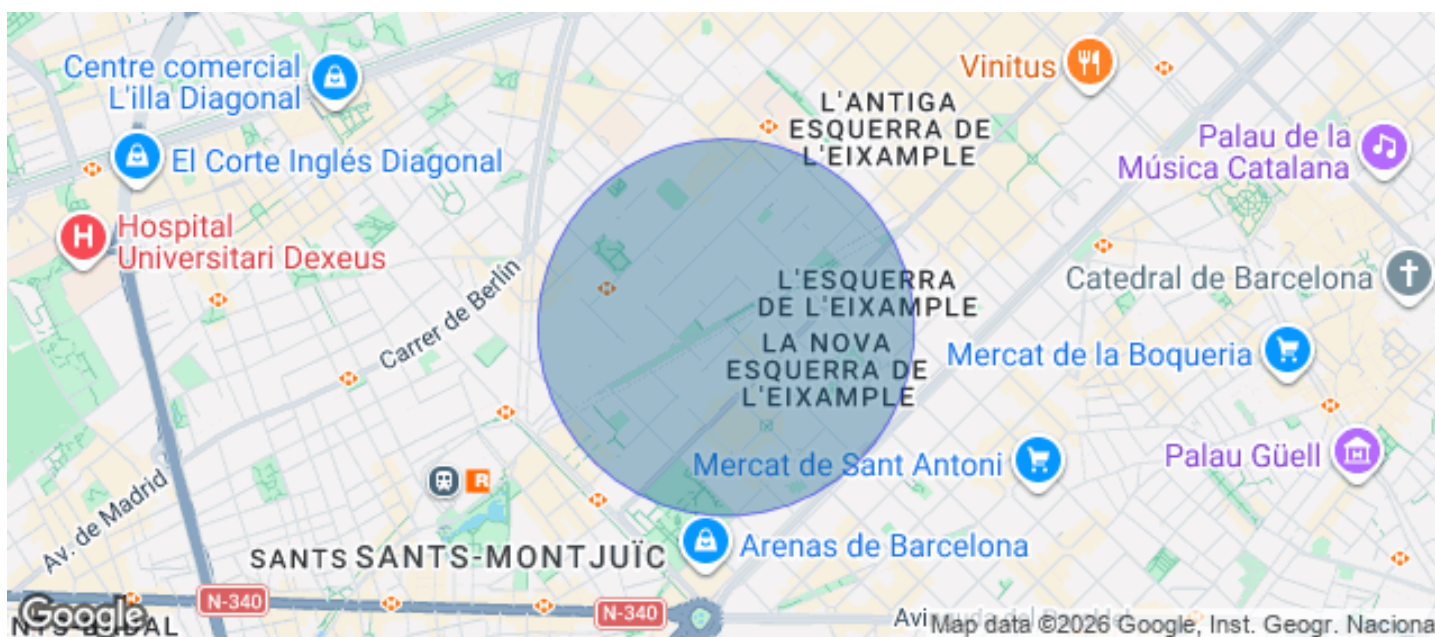 Centre comercial
L'illa Diagonal
El Corte Inglés Diagonal
Hospital
Universitari Dexeus
Carrer de Berlín
Av. de Madrid
SANTS
SANTS-MONTJUÏC
N-340
N-340
L'ANTIGA
ESQUERRA DE
L'EIXAMPLE
L'ESQUERRA
DE L'EIXAMPLE
LA NOVA
ESQUERRA DE
L'EIXAMPLE
Vinitus
Palau de la
Música Catalana
Catedral de Barcelona
Mercat de la Boqueria
Mercat de Sant Antoni
Palau Güell
Arenas de Barcelona
H
R
Google
Map data ©2026 Google, Inst. Geogr. Naciona